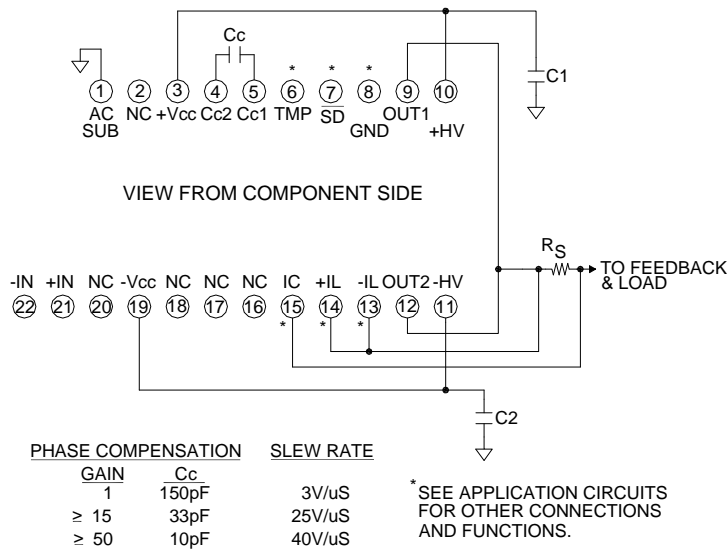 Cc
C1
* * *
1 2 3 4 5 6 7 8 9 10
AC SUB NC +Vcc Cc2 Cc1 TMP SD GND OUT1 +HV
VIEW FROM COMPONENT SIDE
RS
TO FEEDBACK
& LOAD
-IN +IN NC -Vcc NC NC NC IC +IL -IL OUT2 -HV
22 21 20 19 18 17 16 15 14 13 12 11
* * *
C2
PHASE COMPENSATION SLEW RATE
GAIN Cc
1 150pF 3V/uS
≥ 15 33pF 25V/uS
≥ 50 10pF 40V/uS
* SEE APPLICATION CIRCUITS
FOR OTHER CONNECTIONS
AND FUNCTIONS.